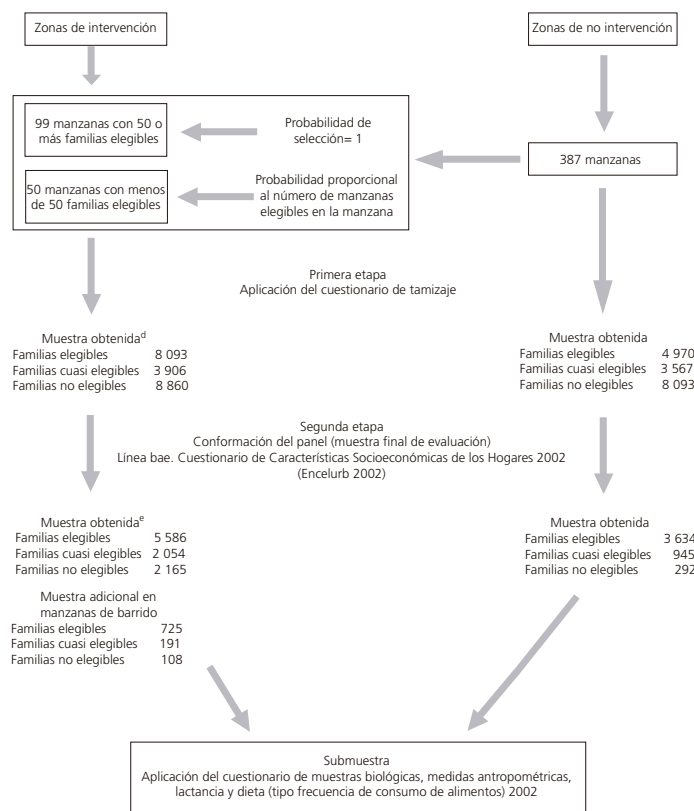 Zonas de intervención
Zonas de no intervención
99 manzanas con 50 o
más familias elegibles
Probabilidad de
selección= 1
50 manzanas con menos
de 50 familias elegibles
Probabilidad proporcional
al número de manzanas
elegibles en la manzana
387 manzanas
Primera etapa
Aplicación del cuestionario de tamizaje
Muestra obtenidad
Familias elegibles 8 093
Familias cuasi elegibles 3 906
Familias no elegibles 8 860
Muestra obtenida
Familias elegibles 4 970
Familias cuasi elegibles 3 567
Familias no elegibles 8 093
Segunda etapa
Conformación del panel (muestra final de evaluación)
Línea bae. Cuestionario de Características Socioeconómicas de los Hogares 2002
(Encelurb 2002)
Muestra obtenidae
Familias elegibles 5 586
Familias cuasi elegibles 2 054
Familias no elegibles 2 165
Muestra obtenida
Familias elegibles 3 634
Familias cuasi elegibles 945
Familias no elegibles 292
Muestra adicional en
manzanas de barrido
Familias elegibles 725
Familias cuasi elegibles 191
Familias no elegibles 108
Submuestra
Aplicación del cuestionario de muestras biológicas, medidas antropométricas,
lactancia y dieta (tipo frecuencia de consumo de alimentos) 2002